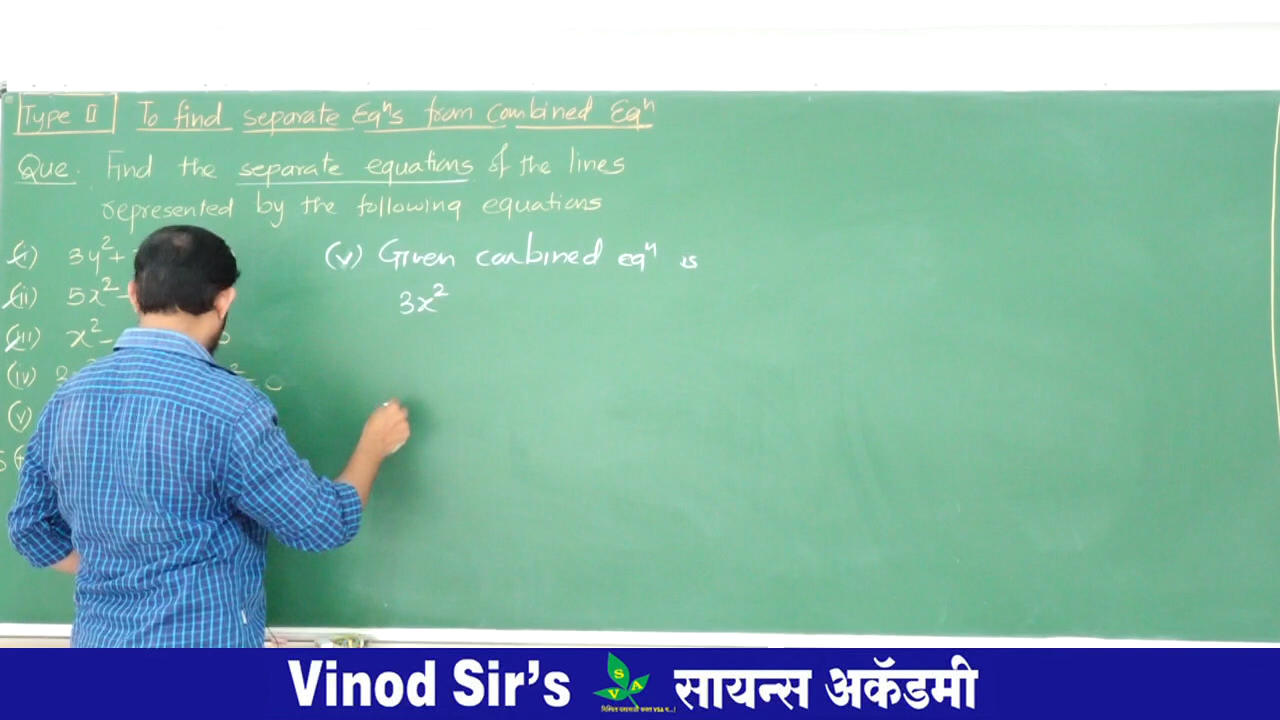 Type II To find separate Eqⁿs from Combined Eqⁿ
Que. Find the separate equations of the lines
represented by the following equations
(i) 3y²+
(ii) 5x²-
(iii) x²-
(iv)
(v)
(v) Given combined eqⁿ is
3x²
Vinod Sir's SVA सायन्स अकॅडमी